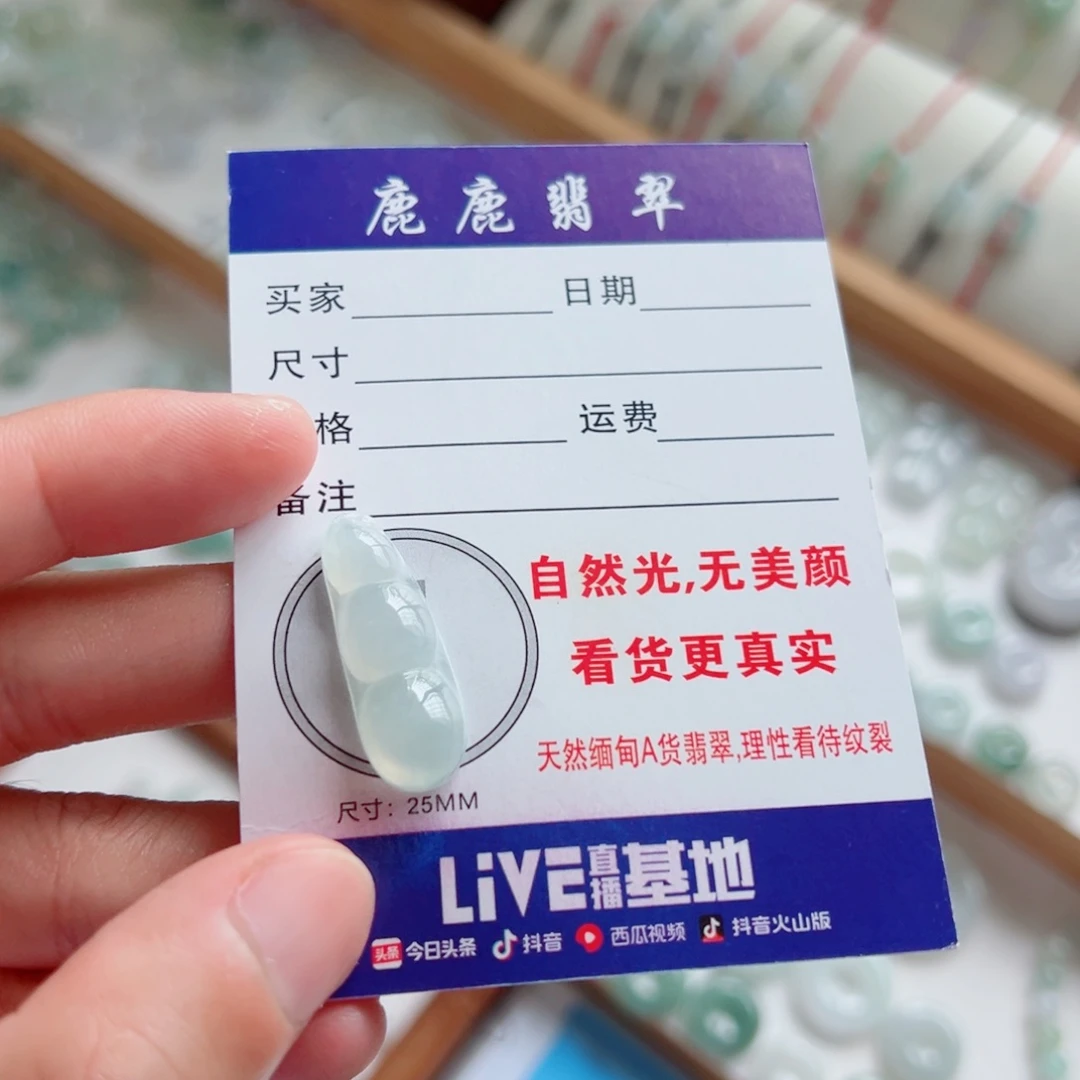 鹿鹿翡翠
买家 日期
尺寸
格 运费
备注
自然光,无美颜
看货更真实
天然缅甸A货翡翠,理性看待纹裂
尺寸：25MM
LiVE直播基地
头条 今日头条 抖音 西瓜视频 抖音火山版